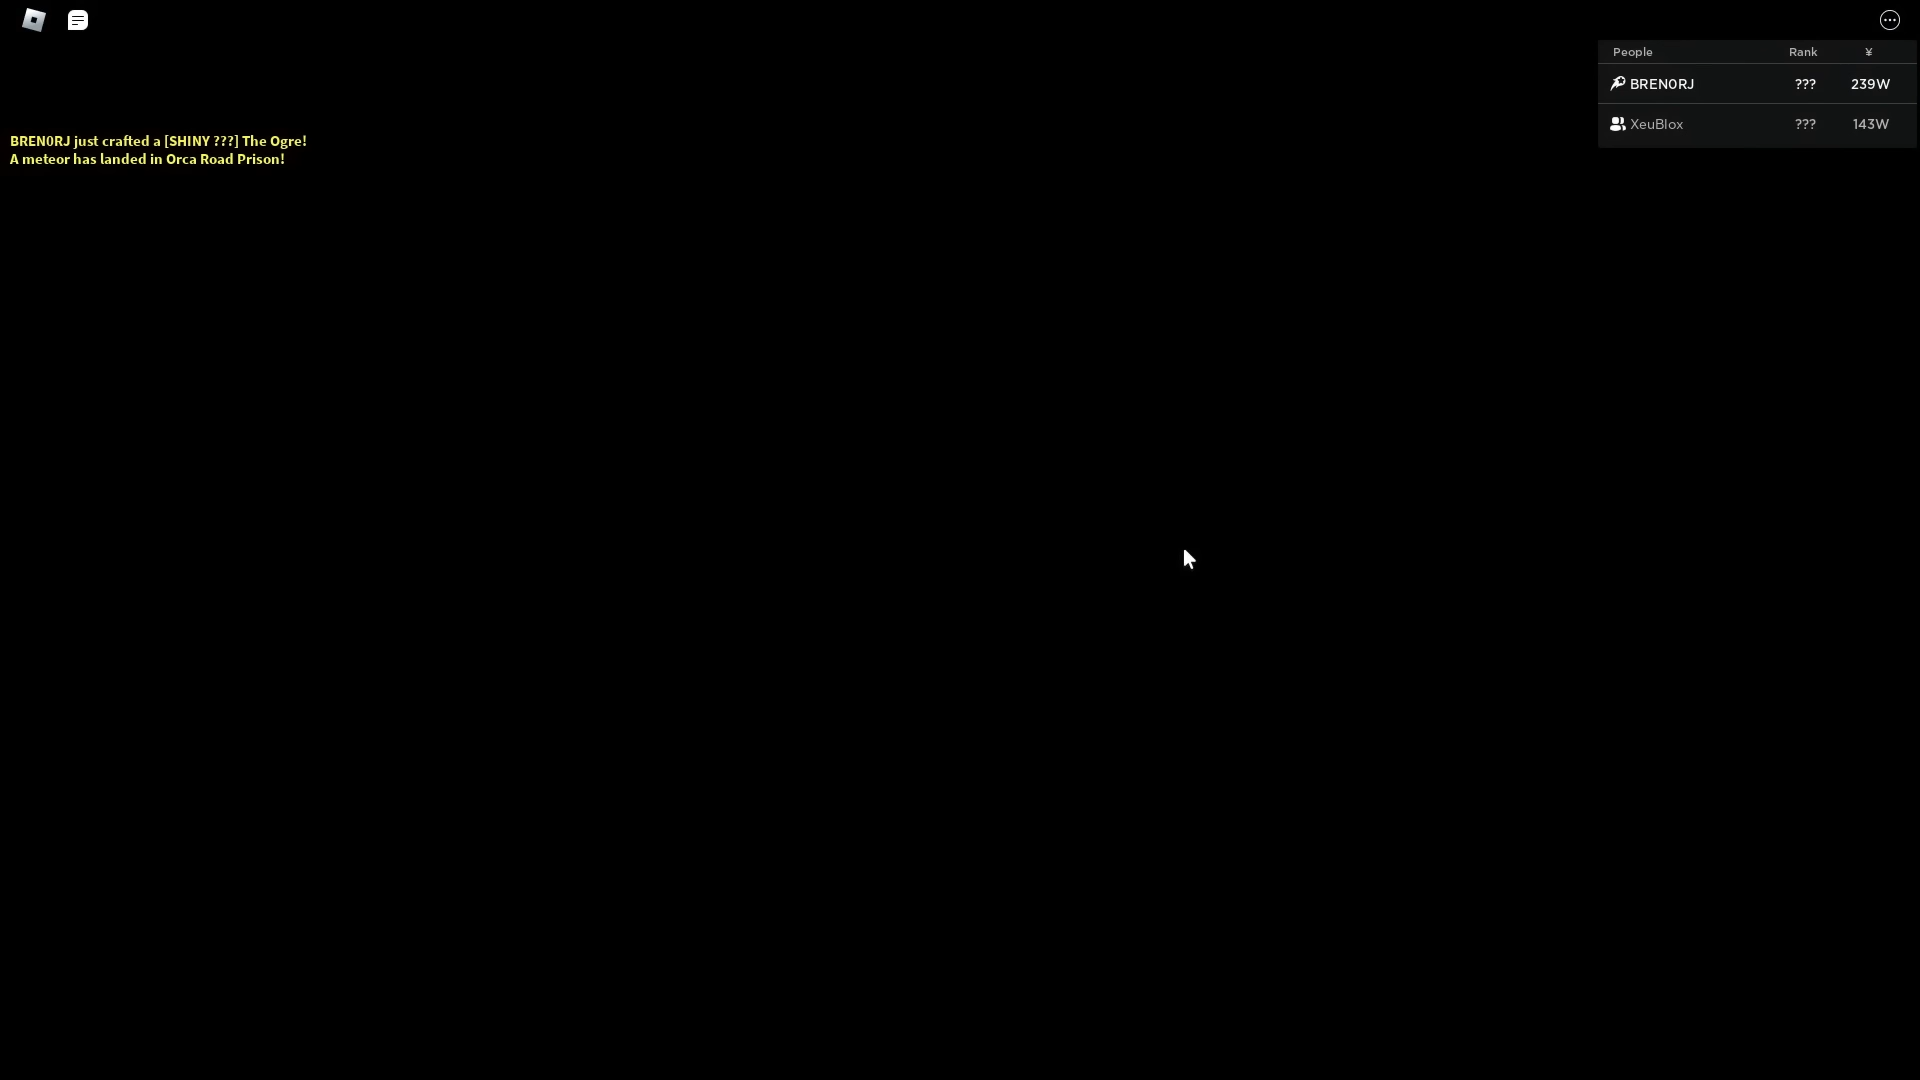 People Rank ¥
BREN0RJ ??? 239W
XeuBlox ??? 143W
BREN0RJ just crafted a [SHINY ???] The Ogre!
A meteor has landed in Orca Road Prison!